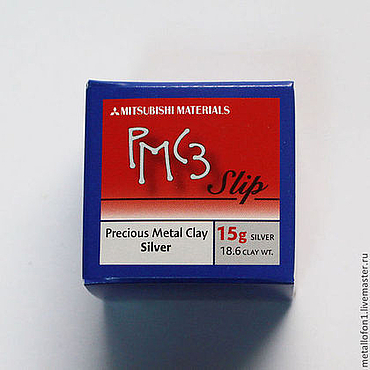 MITSUBISHI MATERIALS
PMC3
Slip
Precious Metal Clay
Silver
15g SILVER
18.6 CLAY WT.
metallofon1.livemaster.ru